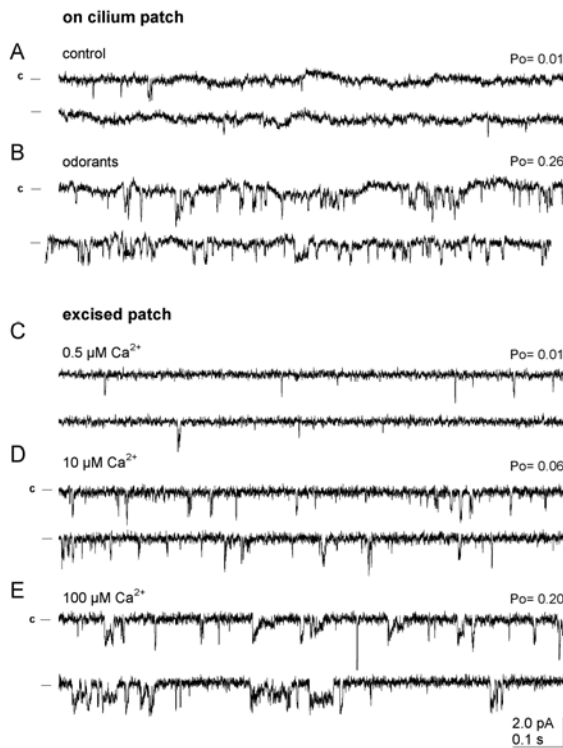 on cilium patch
A
control
Po= 0.01
c
B
odorants
Po= 0.26
c
excised patch
C
0.5 µM Ca²⁺
Po= 0.01
D
10 µM Ca²⁺
Po= 0.06
c
E
100 µM Ca²⁺
Po= 0.20
c
2.0 pA
0.1 s